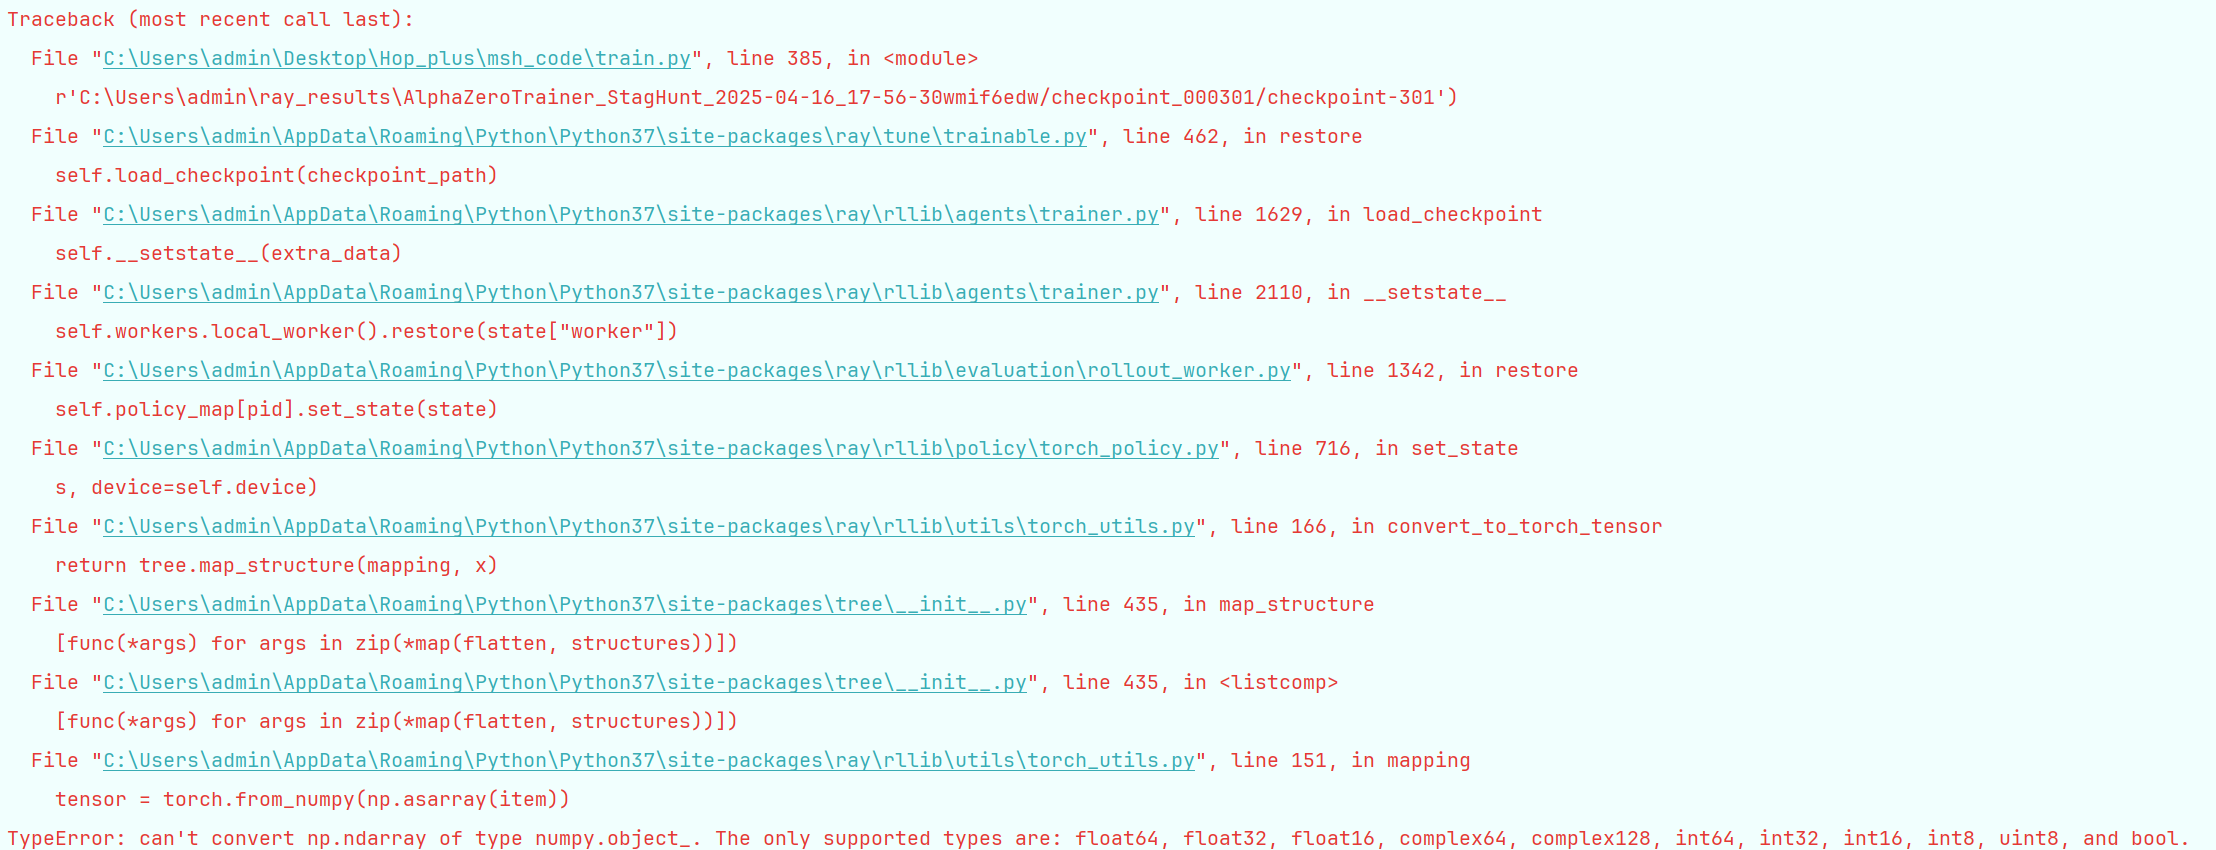 Traceback (most recent call last):
  File "C:\Users\admin\Desktop\Hop_plus\msh_code\train.py", line 385, in <module>
    r'C:\Users\admin\ray_results\AlphaZeroTrainer_StagHunt_2025-04-16_17-56-30wmif6edw/checkpoint_000301/checkpoint-301')
  File "C:\Users\admin\AppData\Roaming\Python\Python37\site-packages\ray\tune\trainable.py", line 462, in restore
    self.load_checkpoint(checkpoint_path)
  File "C:\Users\admin\AppData\Roaming\Python\Python37\site-packages\ray\rllib\agents\trainer.py", line 1629, in load_checkpoint
    self.__setstate__(extra_data)
  File "C:\Users\admin\AppData\Roaming\Python\Python37\site-packages\ray\rllib\agents\trainer.py", line 2110, in __setstate__
    self.workers.local_worker().restore(state["worker"])
  File "C:\Users\admin\AppData\Roaming\Python\Python37\site-packages\ray\rllib\evaluation\rollout_worker.py", line 1342, in restore
    self.policy_map[pid].set_state(state)
  File "C:\Users\admin\AppData\Roaming\Python\Python37\site-packages\ray\rllib\policy\torch_policy.py", line 716, in set_state
    s, device=self.device)
  File "C:\Users\admin\AppData\Roaming\Python\Python37\site-packages\ray\rllib\utils\torch_utils.py", line 166, in convert_to_torch_tensor
    return tree.map_structure(mapping, x)
  File "C:\Users\admin\AppData\Roaming\Python\Python37\site-packages\tree\__init__.py", line 435, in map_structure
    [func(*args) for args in zip(*map(flatten, structures))])
  File "C:\Users\admin\AppData\Roaming\Python\Python37\site-packages\tree\__init__.py", line 435, in <listcomp>
    [func(*args) for args in zip(*map(flatten, structures))])
  File "C:\Users\admin\AppData\Roaming\Python\Python37\site-packages\ray\rllib\utils\torch_utils.py", line 151, in mapping
    tensor = torch.from_numpy(np.asarray(item))
TypeError: can't convert np.ndarray of type numpy.object_. The only supported types are: float64, float32, float16, complex64, complex128, int64, int32, int16, int8, uint8, and bool.